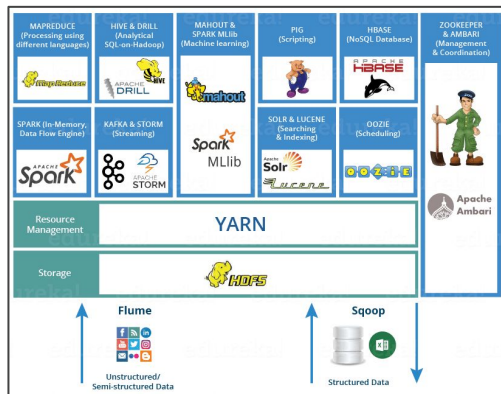 MAPREDUCE
(Processing using
different languages)
HIVE & DRILL
(Analytical
SQL-on-Hadoop)
MAHOUT &
SPARK MLlib
(Machine learning)
PIG
(Scripting)
HBASE
(NoSQL Database)
ZOOKEEPER
& AMBARI
(Management
& Coordination)
Map Reduce
HIVE
APACHE
DRILL
mahout
APACHE
HBASE
SPARK (In-Memory,
Data Flow Engine)
KAFKA & STORM
(Streaming)
SOLR & LUCENE
(Searching
& Indexing)
OOZIE
(Scheduling)
APACHE
Spark
APACHE
STORM
Spark
MLlib
Apache
Solr
Lucene
OOZIE
Apache
Ambari
Resource
Management
YARN
Storage
HDFS
Flume
Unstructured/
Semi-structured Data
Sqoop
Structured Data